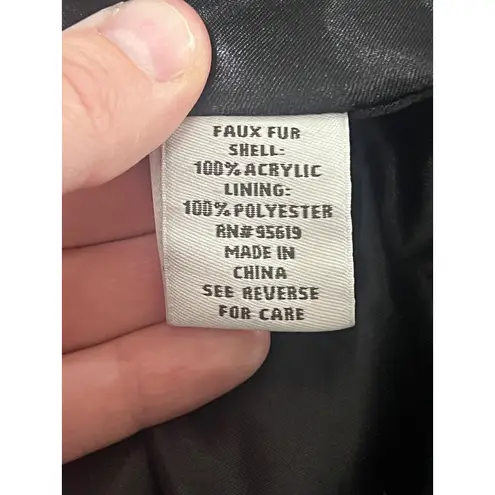 FAUX FUR
SHELL:
100% ACRYLIC
LINING:
100% POLYESTER
RN# 95619
MADE IN
CHINA
SEE REVERSE
FOR CARE